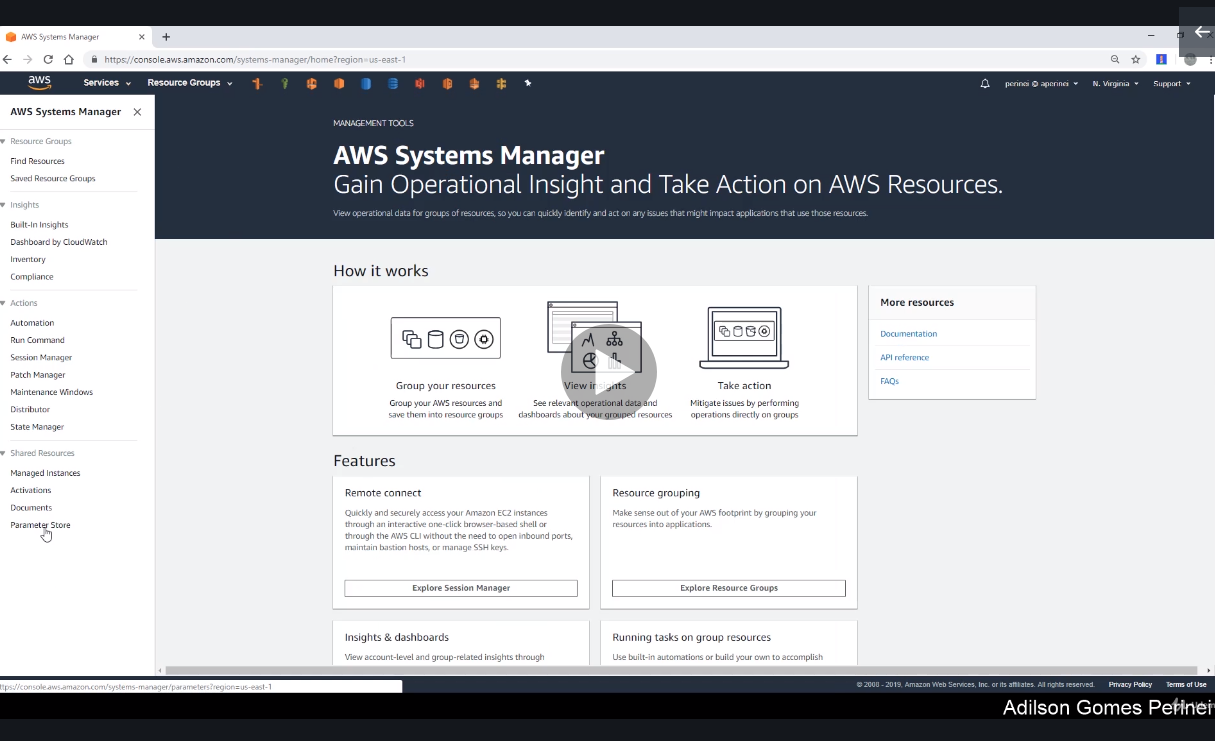 AWS Systems Manager
https://console.aws.amazon.com/systems-manager/home?region=us-east-1
aws
Services
Resource Groups
pennei @ apennei
N. Virginia
Support
AWS Systems Manager
Resource Groups
Find Resources
Saved Resource Groups
Insights
Built-In Insights
Dashboard by CloudWatch
Inventory
Compliance
Actions
Automation
Run Command
Session Manager
Patch Manager
Maintenance Windows
Distributor
State Manager
Shared Resources
Managed Instances
Activations
Documents
Parameter Store
MANAGEMENT TOOLS
AWS Systems Manager
Gain Operational Insight and Take Action on AWS Resources.
View operational data for groups of resources, so you can quickly identify and act on any issues that might impact applications that use those resources.
How it works
Group your resources
Group your AWS resources and
save them into resource groups
View insights
See relevant operational data and
dashboards about your grouped resources
Take action
Mitigate issues by performing
operations directly on groups
More resources
Documentation
API reference
FAQs
Features
Remote connect
Quickly and securely access your Amazon EC2 instances
through an interactive one-click browser-based shell or
through the AWS CLI without the need to open inbound ports,
maintain bastion hosts, or manage SSH keys.
Explore Session Manager
Resource grouping
Make sense out of your AWS footprint by grouping your
resources into applications.
Explore Resource Groups
Insights & dashboards
View account-level and group-related insights through
Running tasks on group resources
Use built-in automations or build your own to accomplish
ttps://console.aws.amazon.com/systems-manager/parameters?region=us-east-1
© 2008 - 2019, Amazon Web Services, Inc. or its affiliates. All rights reserved.
Privacy Policy
Terms of Use
Adilson Gomes Perinei